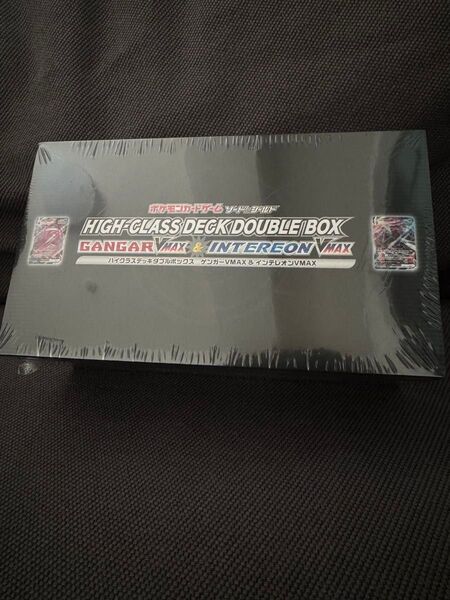 ポケモンカードゲーム ソード&シールド
HIGH-CLASS DECK DOUBLE BOX
GANGAR VMAX & INTEREON VMAX
ハイクラスデッキダブルボックス ゲンガーVMAX & インテレオンVMAX